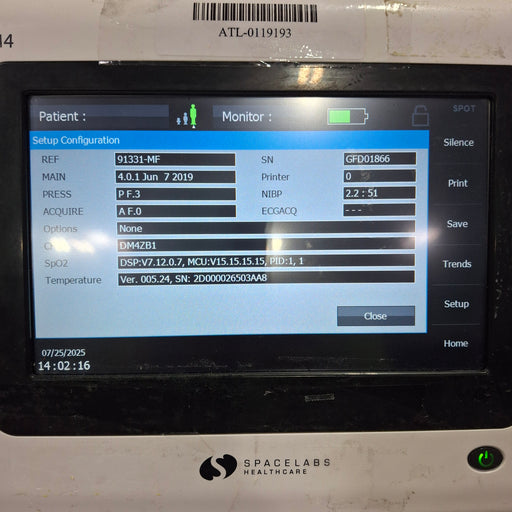 ATL-0119193
M4
Patient :
Monitor :
SPOT
Setup Configuration
Silence
REF 91331-MF SN GFD01866
MAIN 4.0.1 Jun 7 2019 Printer 0
Print
PRESS P F.3 NIBP 2.2 : 51
ACQUIRE A F.0 ECGACQ ---
Save
Options None
DM4ZB1
SpO2 DSP:V7.12.0.7, MCU:V15.15.15.15, PID:1, 1
Trends
Temperature Ver. 005.24, SN: 2D000026503AA8
Setup
Close
Home
07/25/2025
14:02:16
SPACELABS
HEALTHCARE